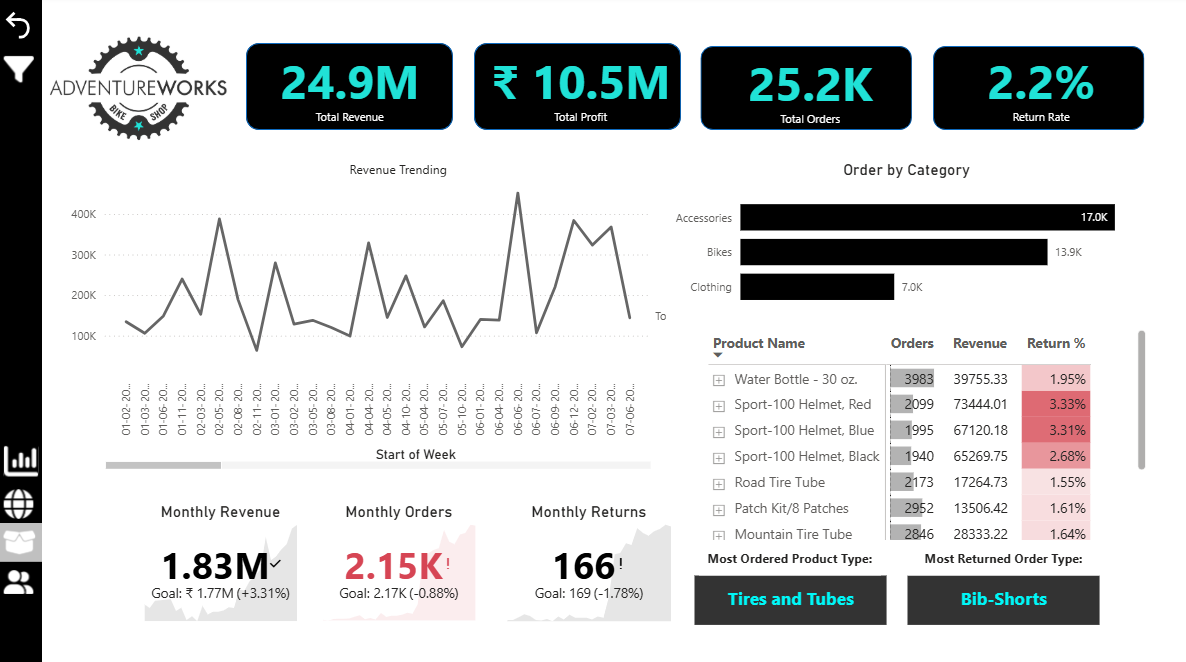 ADVENTUREWORKS
BIKE SHOP
24.9M
Total Revenue
₹ 10.5M
Total Profit
25.2K
Total Orders
2.2%
Return Rate
Revenue Trending
400K
300K
200K
100K
01-02-20...
01-03-20...
01-06-20...
01-11-20...
02-03-20...
02-05-20...
02-08-20...
02-11-20...
03-01-20...
03-02-20...
03-05-20...
03-08-20...
04-01-20...
04-04-20...
04-05-20...
04-10-20...
05-04-20...
05-07-20...
05-10-20...
06-01-20...
06-04-20...
06-06-20...
06-07-20...
06-09-20...
06-12-20...
07-02-20...
07-03-20...
07-06-20...
Start of Week
To
Order by Category
Accessories 17.0K
Bikes 13.9K
Clothing 7.0K
Product Name Orders Revenue Return %
Water Bottle - 30 oz. 3983 39755.33 1.95%
Sport-100 Helmet, Red 2099 73444.01 3.33%
Sport-100 Helmet, Blue 1995 67120.18 3.31%
Sport-100 Helmet, Black 1940 65269.75 2.68%
Road Tire Tube 2173 17264.73 1.55%
Patch Kit/8 Patches 2952 13506.42 1.61%
Mountain Tire Tube 2846 28333.22 1.64%
Monthly Revenue
1.83M
Goal: ₹ 1.77M (+3.31%)
Monthly Orders
2.15K!
Goal: 2.17K (-0.88%)
Monthly Returns
166!
Goal: 169 (-1.78%)
Most Ordered Product Type:
Tires and Tubes
Most Returned Order Type:
Bib-Shorts